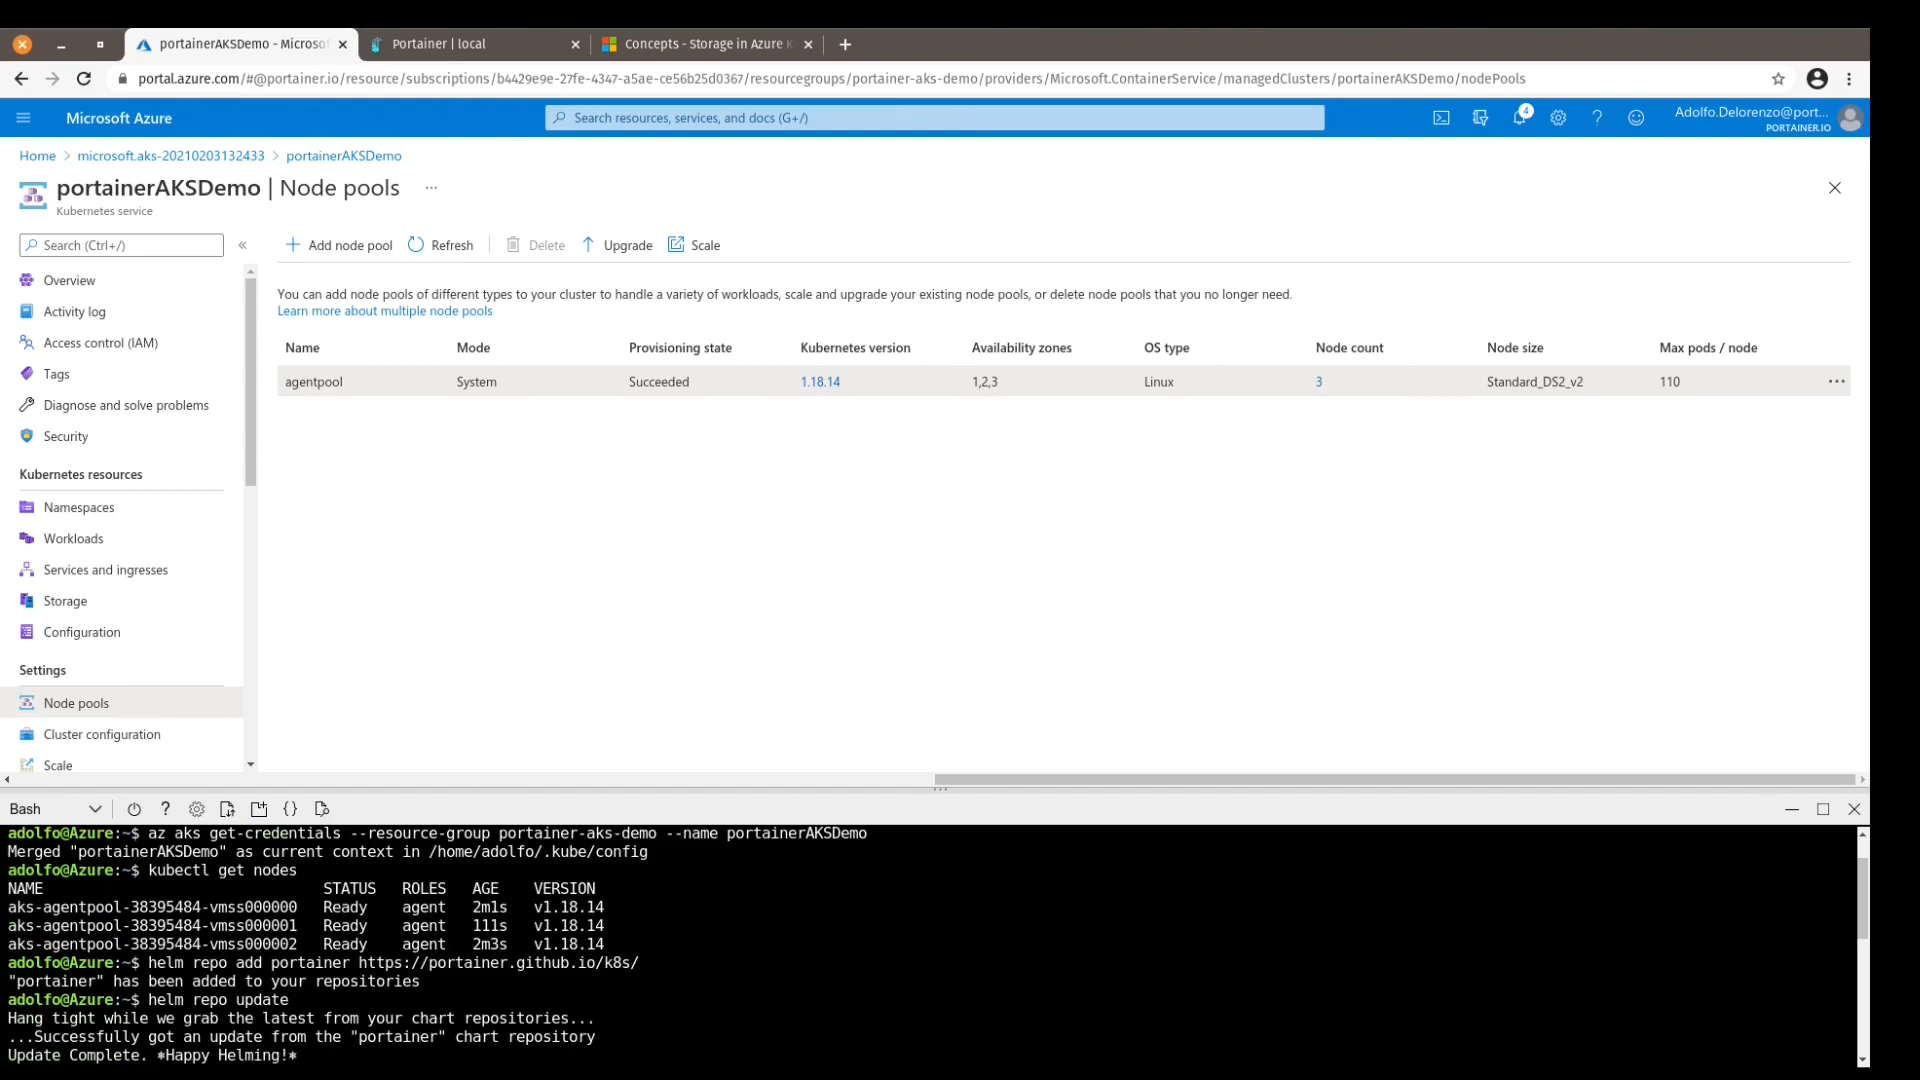 portainerAKSDemo - Microso
Portainer | local
Concepts - Storage in Azure K
portal.azure.com/#@portainer.io/resource/subscriptions/b4429e9e-27fe-4347-a5ae-ce56b25d0367/resourcegroups/portainer-aks-demo/providers/Microsoft.ContainerService/managedClusters/portainerAKSDemo/nodePools
Microsoft Azure
Search resources, services, and docs (G+/)
4
Adolfo.Delorenzo@port...
PORTAINER.IO
Home > microsoft.aks-20210203132433 > portainerAKSDemo
portainerAKSDemo | Node pools ...
Kubernetes service
Search (Ctrl+/)
Add node pool Refresh Delete Upgrade Scale
Overview
Activity log
Access control (IAM)
Tags
Diagnose and solve problems
Security
Kubernetes resources
Namespaces
Workloads
Services and ingresses
Storage
Configuration
Settings
Node pools
Cluster configuration
Scale
You can add node pools of different types to your cluster to handle a variety of workloads, scale and upgrade your existing node pools, or delete node pools that you no longer need.
Learn more about multiple node pools
Name Mode Provisioning state Kubernetes version Availability zones OS type Node count Node size Max pods / node
agentpool System Succeeded 1.18.14 1,2,3 Linux 3 Standard_DS2_v2 110 ...
Bash ? {}
adolfo@Azure:~$ az aks get-credentials --resource-group portainer-aks-demo --name portainerAKSDemo
Merged "portainerAKSDemo" as current context in /home/adolfo/.kube/config
adolfo@Azure:~$ kubectl get nodes
NAME STATUS ROLES AGE VERSION
aks-agentpool-38395484-vmss000000 Ready agent 2m1s v1.18.14
aks-agentpool-38395484-vmss000001 Ready agent 111s v1.18.14
aks-agentpool-38395484-vmss000002 Ready agent 2m3s v1.18.14
adolfo@Azure:~$ helm repo add portainer https://portainer.github.io/k8s/
"portainer" has been added to your repositories
adolfo@Azure:~$ helm repo update
Hang tight while we grab the latest from your chart repositories...
...Successfully got an update from the "portainer" chart repository
Update Complete. *Happy Helming!*